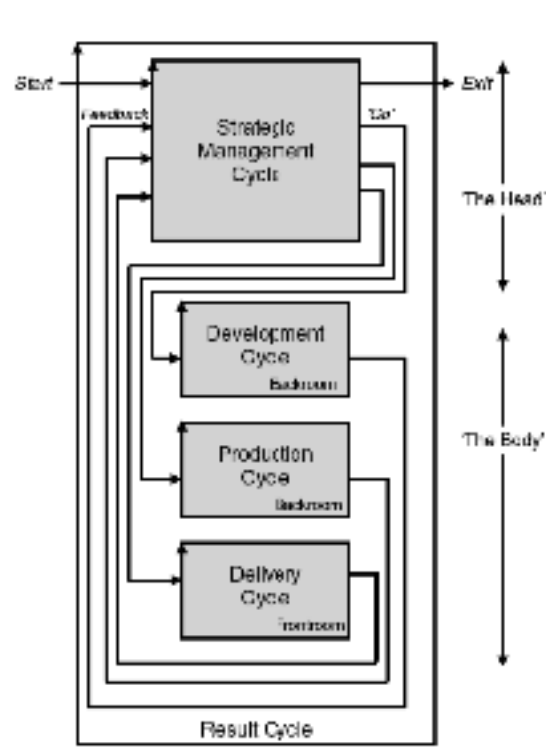 Start
Exit
Feedback
'Go'
Strategic
Management
Cycle
'The Head'
Development
Cycle
Backroom
'The Body'
Production
Cycle
Backroom
Delivery
Cycle
Frontroom
Result Cycle